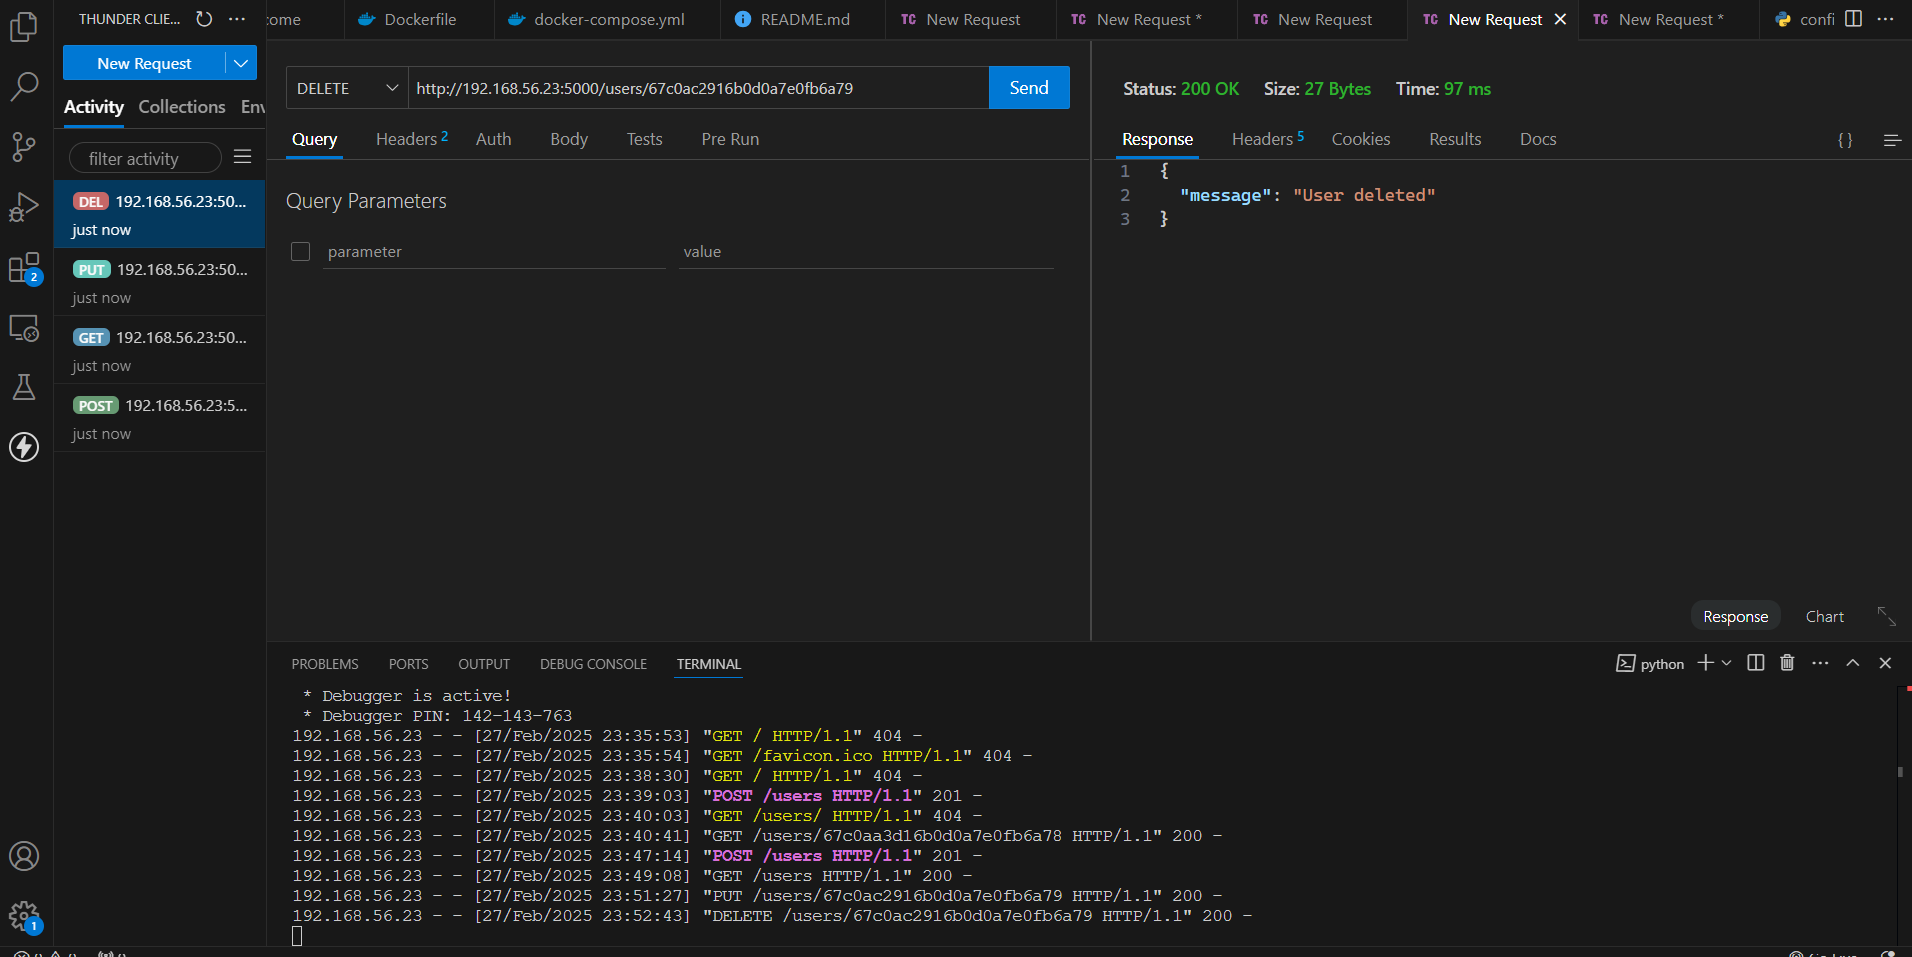 THUNDER CLIE...
come
Dockerfile
docker-compose.yml
README.md
TC New Request
TC New Request *
TC New Request
TC New Request
TC New Request *
confi
New Request
DELETE
http://192.168.56.23:5000/users/67c0ac2916b0d0a7e0fb6a79
Send
Status: 200 OK Size: 27 Bytes Time: 97 ms
Activity Collections Env
Query Headers 2 Auth Body Tests Pre Run
Response Headers 5 Cookies Results Docs
{ }
filter activity
DEL 192.168.56.23:50...
just now
PUT 192.168.56.23:50...
just now
GET 192.168.56.23:50...
just now
POST 192.168.56.23:5...
just now
2
1
Query Parameters
parameter value
1 {
2 "message": "User deleted"
3 }
Response Chart
PROBLEMS PORTS OUTPUT DEBUG CONSOLE TERMINAL
python
* Debugger is active!
* Debugger PIN: 142-143-763
192.168.56.23 - - [27/Feb/2025 23:35:53] "GET / HTTP/1.1" 404 -
192.168.56.23 - - [27/Feb/2025 23:35:54] "GET /favicon.ico HTTP/1.1" 404 -
192.168.56.23 - - [27/Feb/2025 23:38:30] "GET / HTTP/1.1" 404 -
192.168.56.23 - - [27/Feb/2025 23:39:03] "POST /users HTTP/1.1" 201 -
192.168.56.23 - - [27/Feb/2025 23:40:03] "GET /users/ HTTP/1.1" 404 -
192.168.56.23 - - [27/Feb/2025 23:40:41] "GET /users/67c0aa3d16b0d0a7e0fb6a78 HTTP/1.1" 200 -
192.168.56.23 - - [27/Feb/2025 23:47:14] "POST /users HTTP/1.1" 201 -
192.168.56.23 - - [27/Feb/2025 23:49:08] "GET /users HTTP/1.1" 200 -
192.168.56.23 - - [27/Feb/2025 23:51:27] "PUT /users/67c0ac2916b0d0a7e0fb6a79 HTTP/1.1" 200 -
192.168.56.23 - - [27/Feb/2025 23:52:43] "DELETE /users/67c0ac2916b0d0a7e0fb6a79 HTTP/1.1" 200 -